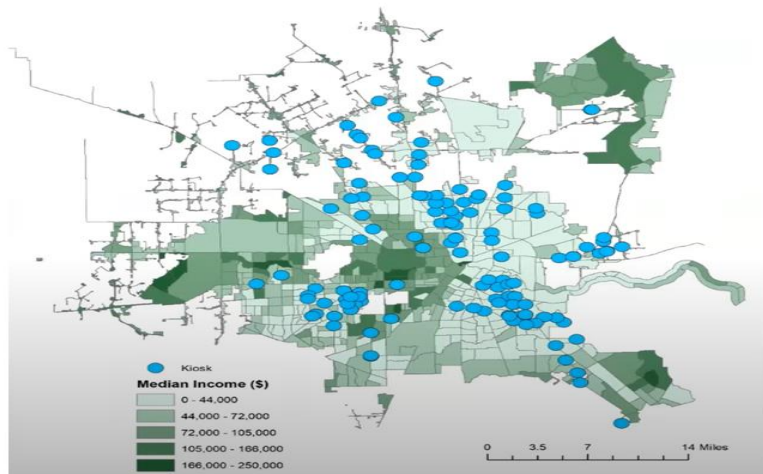 Kiosk
Median Income ($)
0 - 44,000
44,000 - 72,000
72,000 - 105,000
105,000 - 166,000
166,000 - 250,000
0 3.5 7 14 Miles